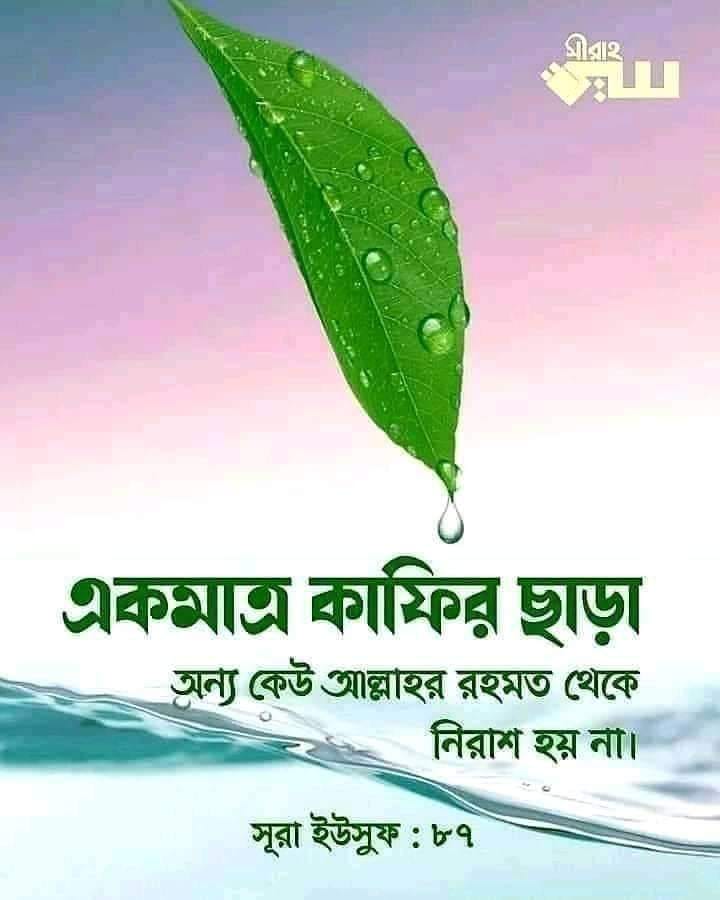 সীরাহ
একমাত্র কাফির ছাড়া
অন্য কেউ আল্লাহর রহমত থেকে
নিরাশ হয় না।
সূরা ইউসুফ : ৮৭